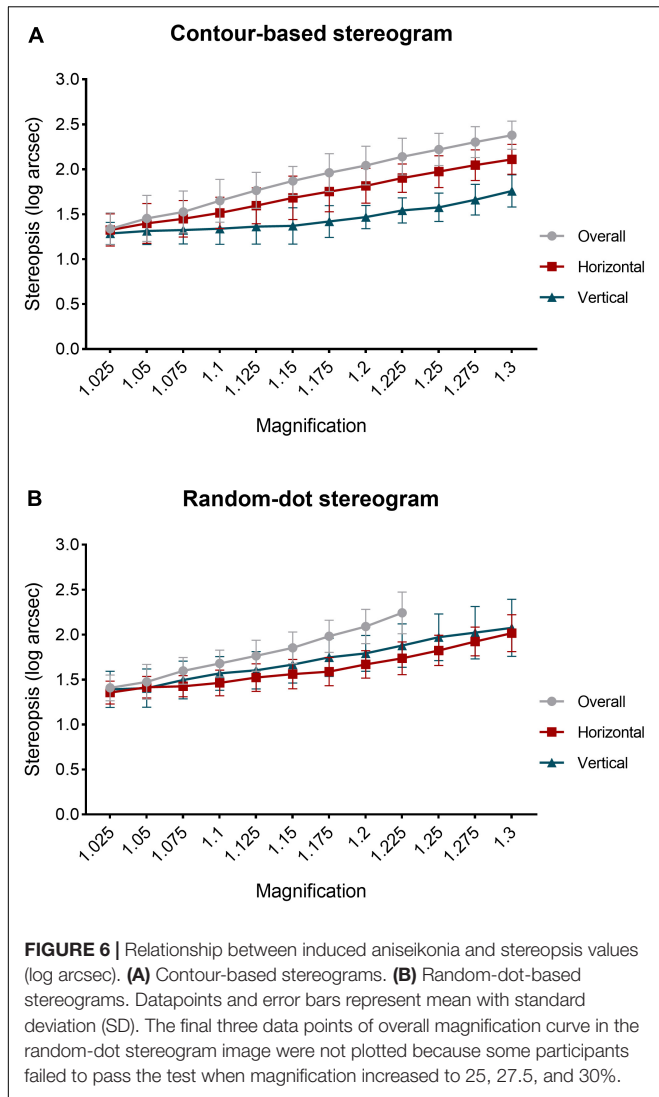 A
Contour-based stereogram
3.0
2.5
2.0
1.5
1.0
0.5
0.0
Stereopsis (log arcsec)
1.025 1.05 1.075 1.1 1.125 1.15 1.175 1.2 1.225 1.25 1.275 1.3
Magnification
Overall
Horizontal
Vertical
B
Random-dot stereogram
3.0
2.5
2.0
1.5
1.0
0.5
0.0
Stereopsis (log arcsec)
1.025 1.05 1.075 1.1 1.125 1.15 1.175 1.2 1.225 1.25 1.275 1.3
Magnification
Overall
Horizontal
Vertical
FIGURE 6 | Relationship between induced aniseikonia and stereopsis values
(log arcsec). (A) Contour-based stereograms. (B) Random-dot-based
stereograms. Datapoints and error bars represent mean with standard
deviation (SD). The final three data points of overall magnification curve in the
random-dot stereogram image were not plotted because some participants
failed to pass the test when magnification increased to 25, 27.5, and 30%.